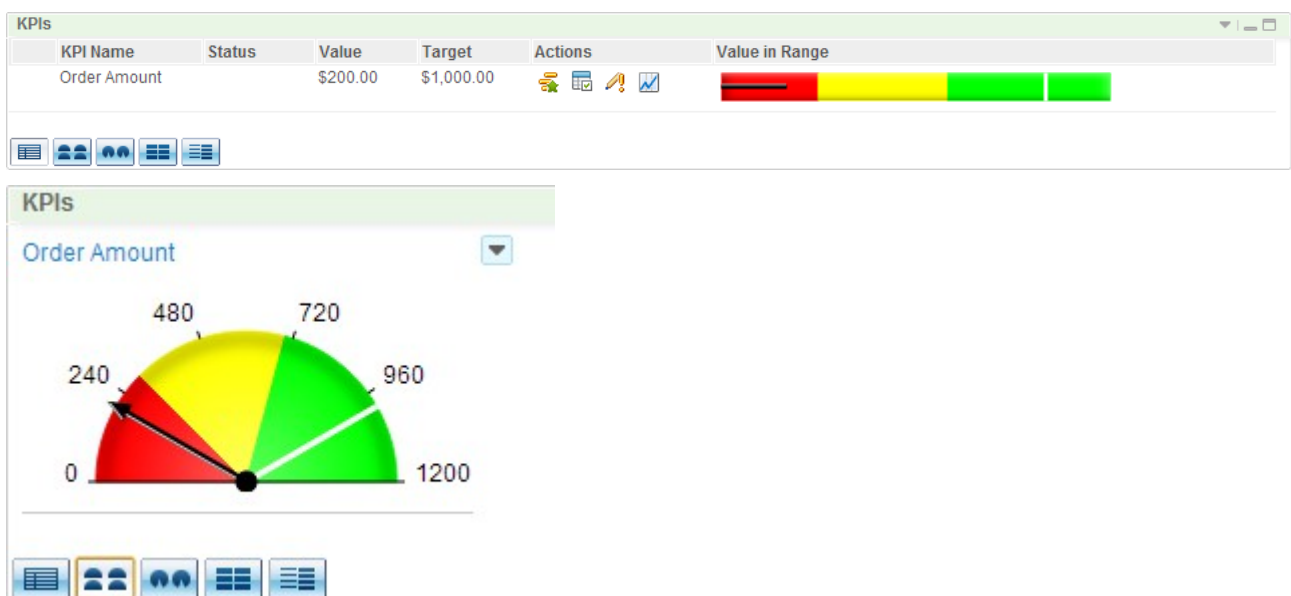 KPIs
KPI Name Status Value Target Actions Value in Range
Order Amount $200.00 $1,000.00
KPIs
Order Amount
480 720
240 960
0 1200